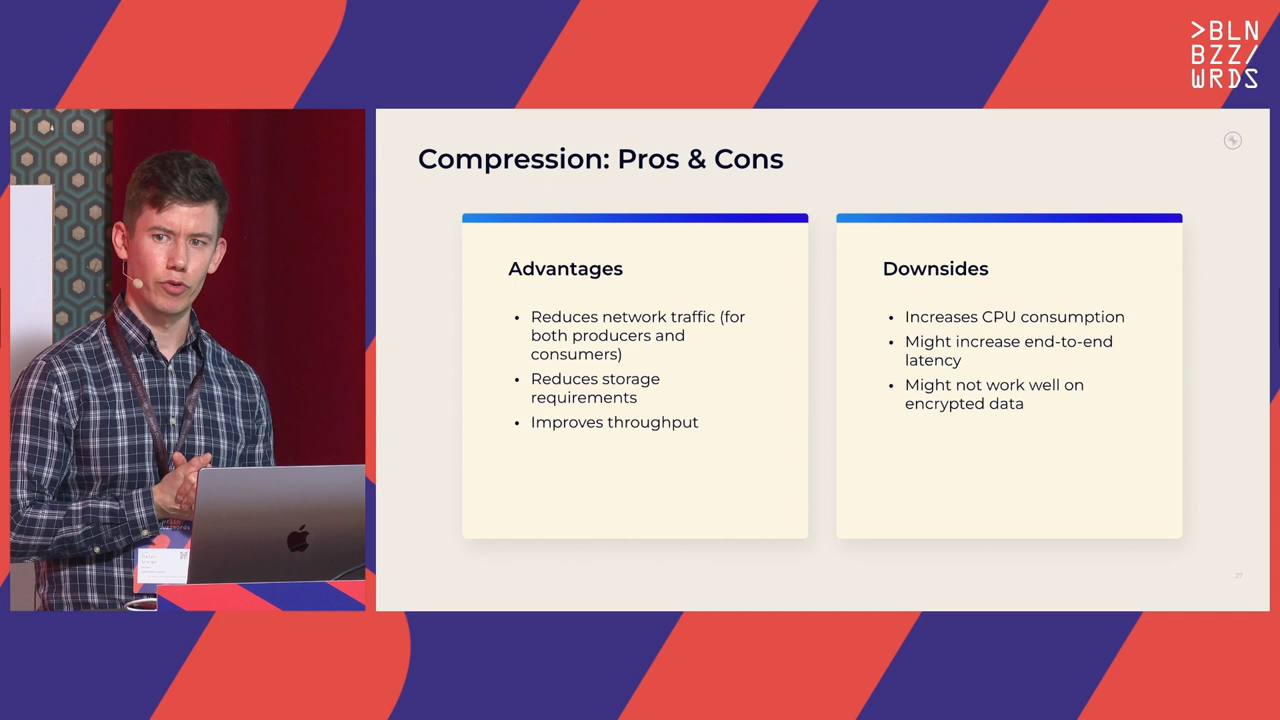 >BLN
BZZ/
WRDS
Compression: Pros & Cons
Advantages
• Reduces network traffic (for
both producers and
consumers)
• Reduces storage
requirements
• Improves throughput
Downsides
• Increases CPU consumption
• Might increase end-to-end
latency
• Might not work well on
encrypted data
27